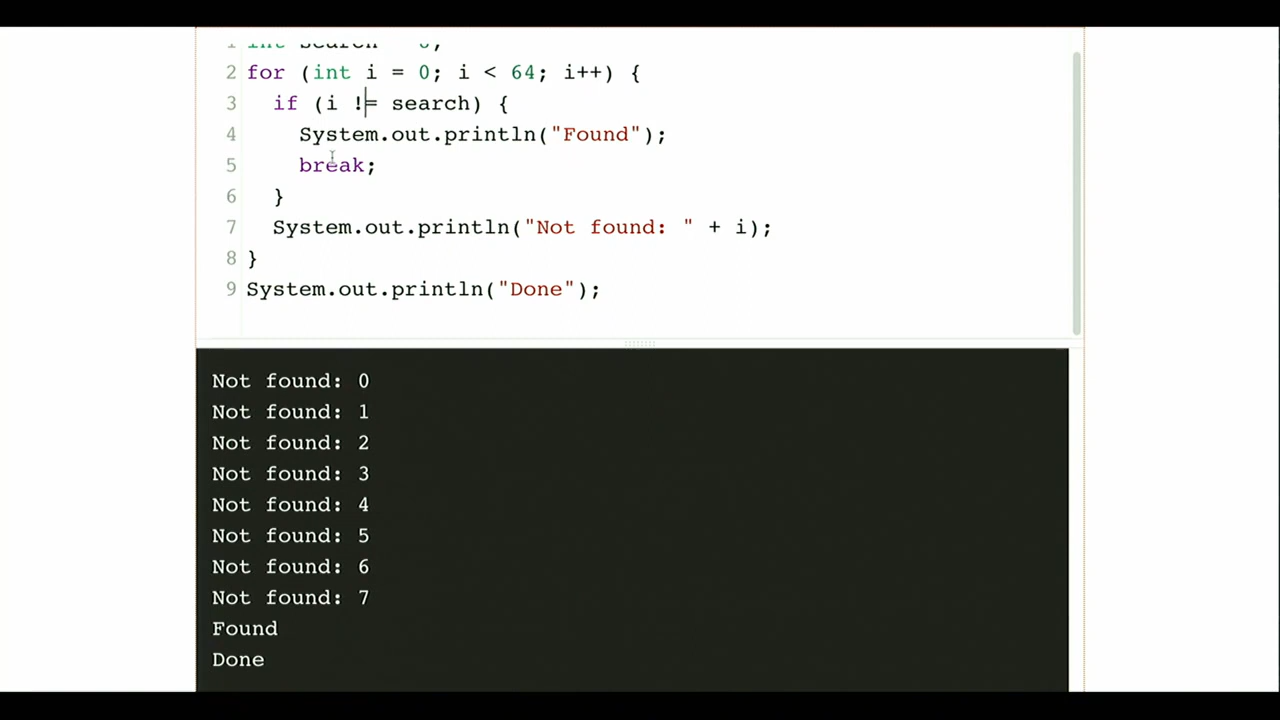 2 for (int i = 0; i < 64; i++) {
3 if (i != search) {
4 System.out.println("Found");
5 break;
6 }
7 System.out.println("Not found: " + i);
8 }
9 System.out.println("Done");
Not found: 0
Not found: 1
Not found: 2
Not found: 3
Not found: 4
Not found: 5
Not found: 6
Not found: 7
Found
Done